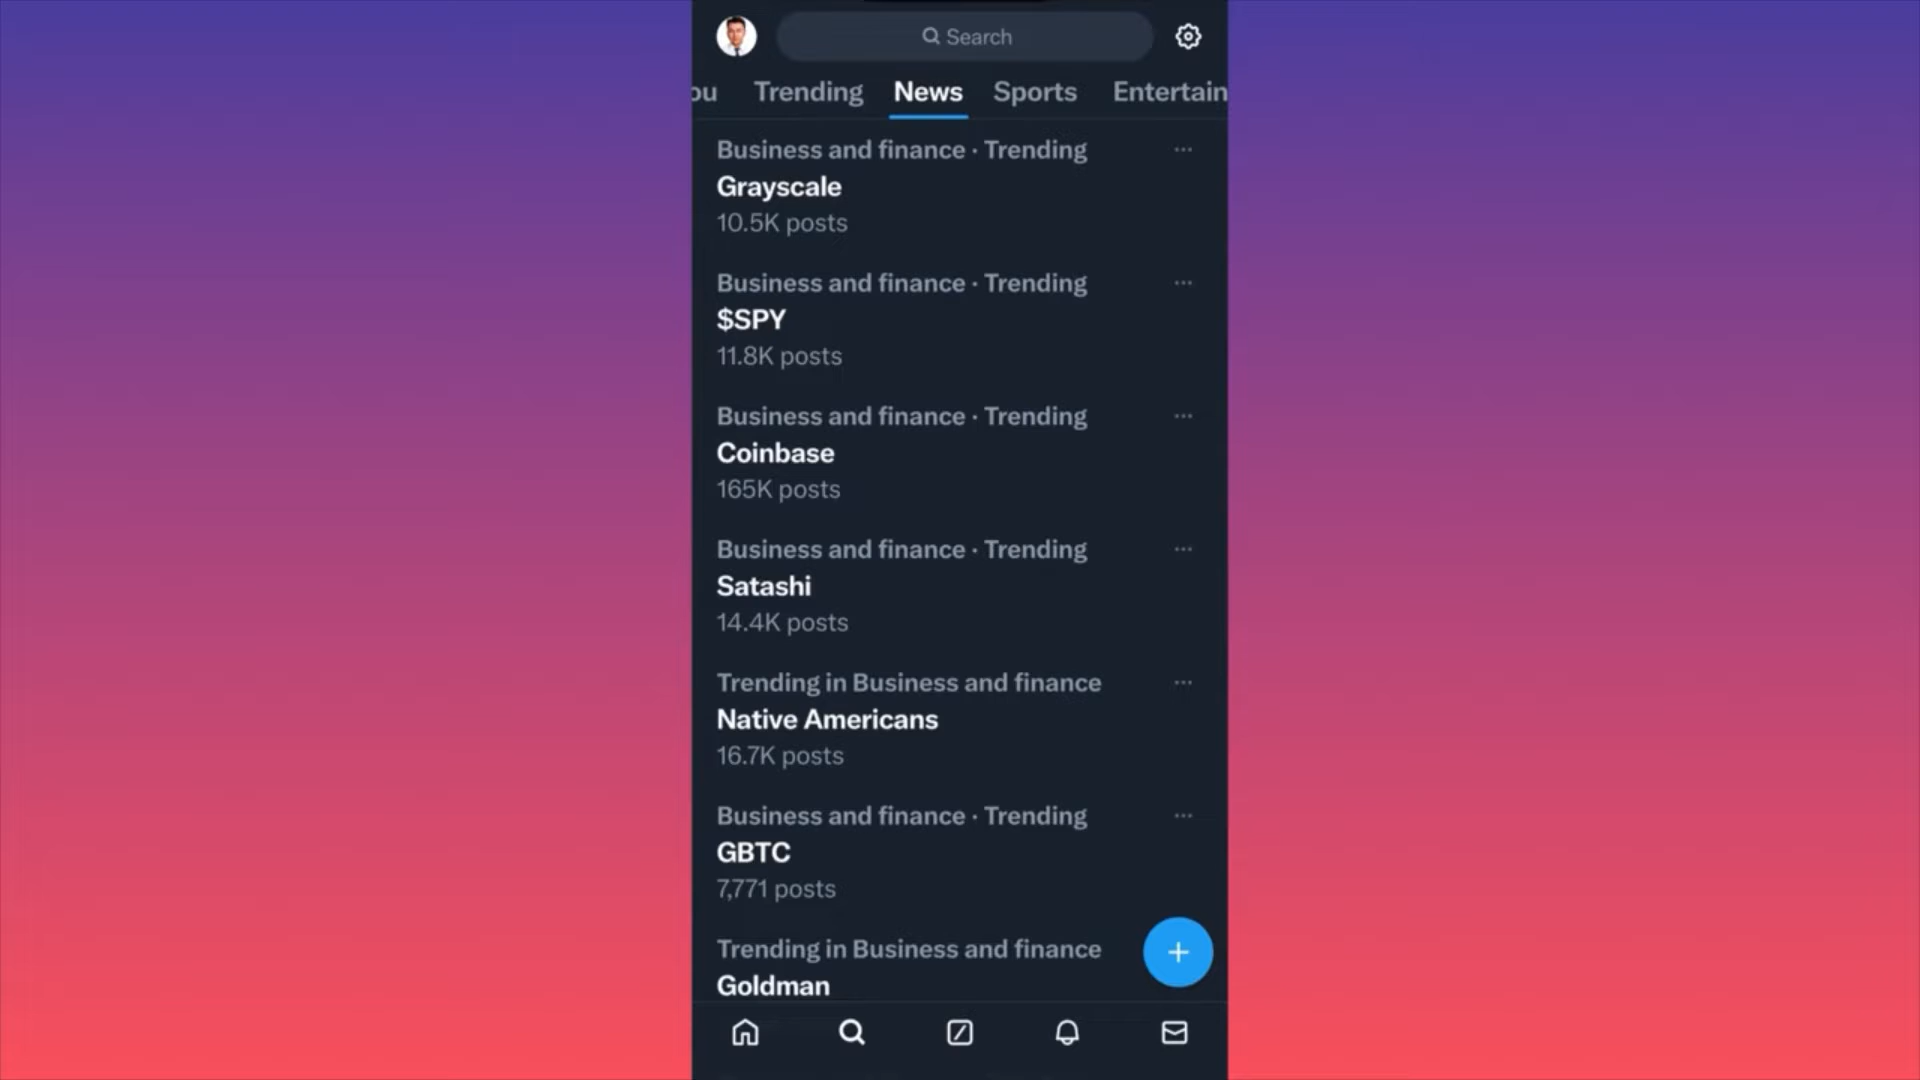 Search
ou Trending News Sports Entertain
Business and finance · Trending
Grayscale
10.5K posts
Business and finance · Trending
$SPY
11.8K posts
Business and finance · Trending
Coinbase
165K posts
Business and finance · Trending
Satashi
14.4K posts
Trending in Business and finance
Native Americans
16.7K posts
Business and finance · Trending
GBTC
7,771 posts
Trending in Business and finance
Goldman